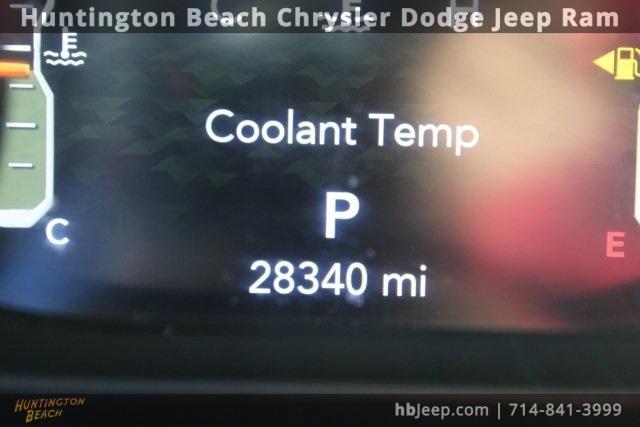 Huntington Beach Chrysler Dodge Jeep Ram
C E H
Coolant Temp
P
C
E
28340 mi
HUNTINGTON
BEACH
hbjeep.com | 714-841-3999